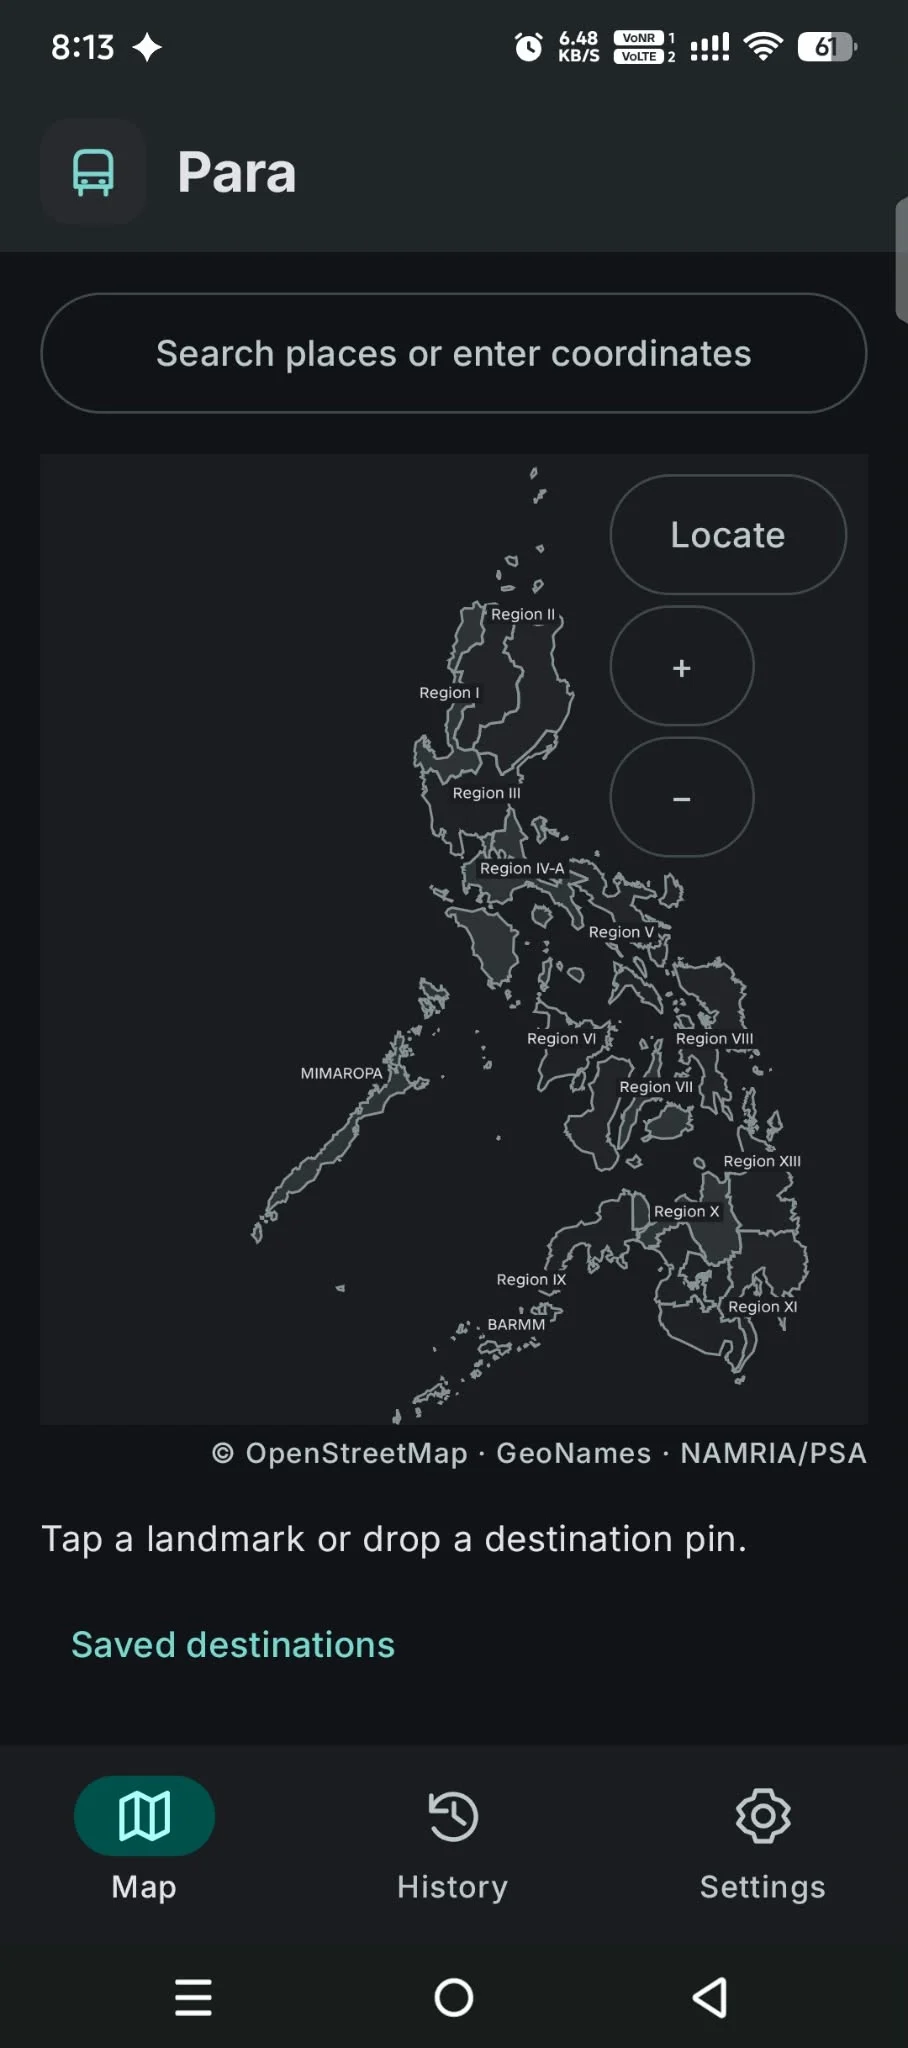 8:13
6.48 KB/S VoNR 1 VoLTE 2 61
Para
Search places or enter coordinates
Locate
Region II
+
Region I
Region III
–
Region IV-A
Region V
Region VI
Region VIII
MIMAROPA
Region VII
Region XIII
Region X
Region IX
Region XI
BARMM
© OpenStreetMap · GeoNames · NAMRIA/PSA
Tap a landmark or drop a destination pin.
Saved destinations
Map
History
Settings